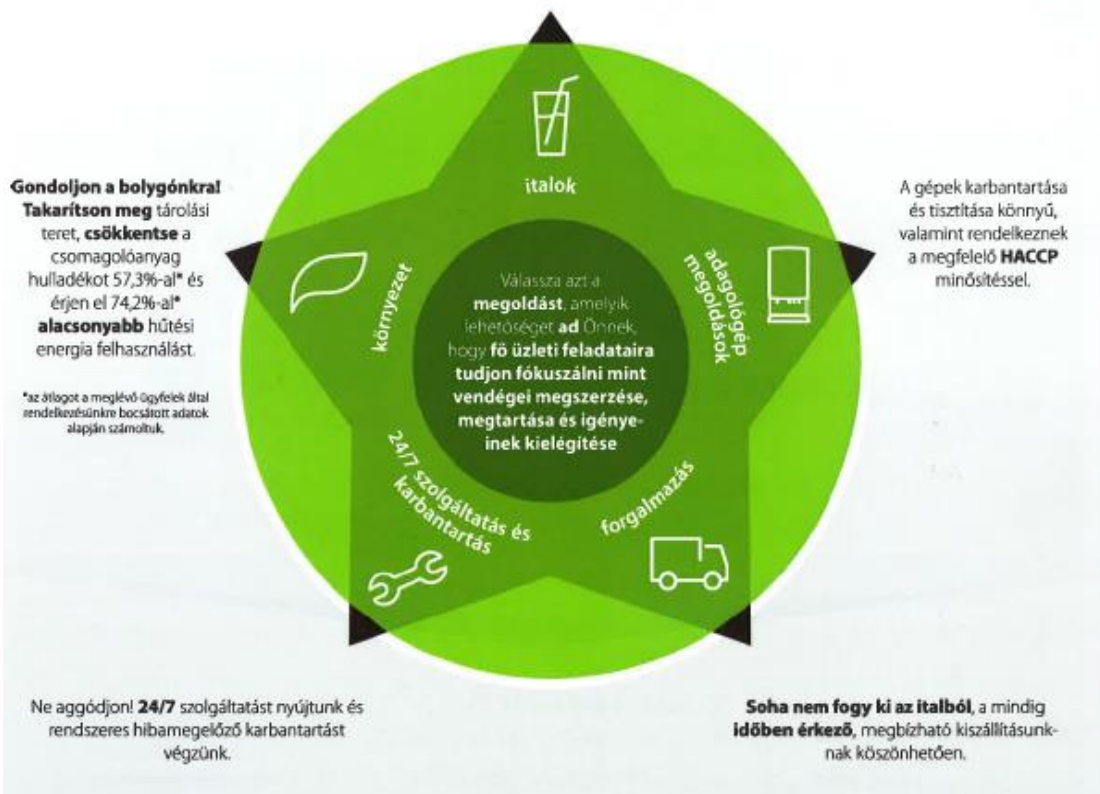 italok
Gondoljon a bolygónkra!
Takarítson meg tárolási
teret, csökkentse a
csomagolóanyag
hulladékot 57,3%-al* és
érjen el 74,2%-al*
alacsonyabb hűtési
energia felhasználást.
*az átlagot a meglévő ügyfelek által
rendelkezésünkre bocsátott adatok
alapján számoltuk.
környezet
Válassza azt a
megoldást, amelyik
lehetőséget ad Önnek,
hogy fő üzleti feladataira
tudjon fókuszálni mint
vendégei megszerzése,
megtartása és igénye-
inek kielégítése
adagológép
megoldások
A gépek karbantartása
és tisztítása könnyű,
valamint rendelkeznek
a megfelelő HACCP
minősítéssel.
24/7 szolgáltatás és
karbantartás
forgalmazás
Ne aggódjon! 24/7 szolgáltatást nyújtunk és
rendszeres hibamegelőző karbantartást
végzünk.
Soha nem fogy ki az italból, a mindig
időben érkező, megbízható kiszállításunk-
nak köszönhetően.